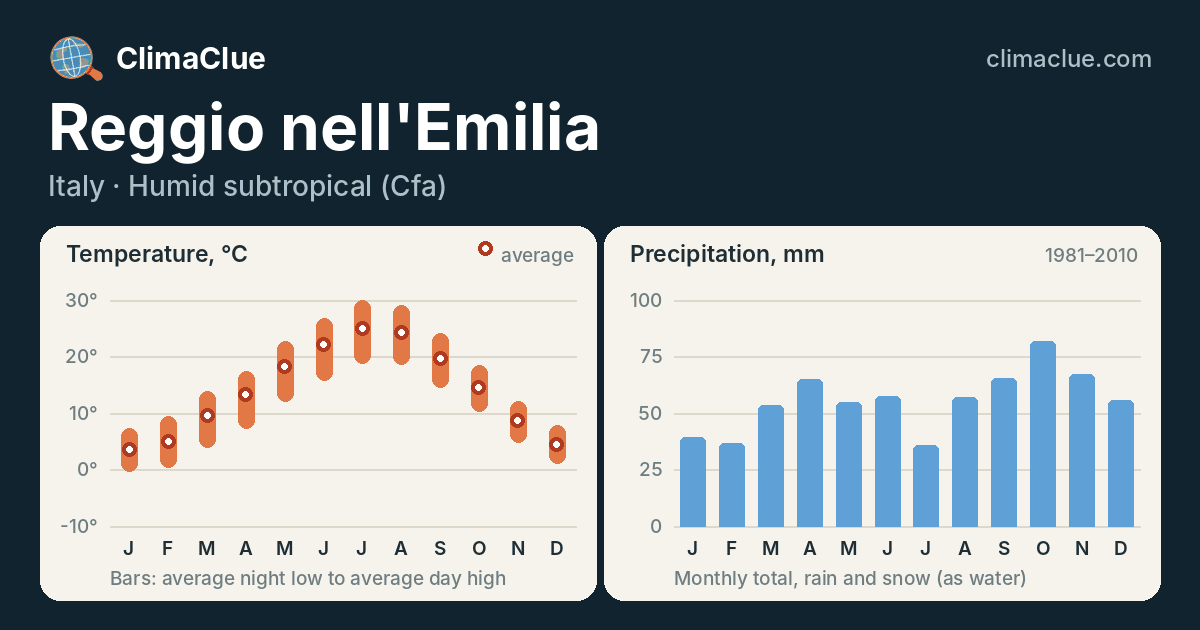 ClimaClue
climaclue.com
Reggio nell'Emilia
Italy · Humid subtropical (Cfa)
Temperature, °C
average
30°
20°
10°
0°
-10°
J F M A M J J A S O N D
Bars: average night low to average day high
Precipitation, mm
1981–2010
100
75
50
25
0
J F M A M J J A S O N D
Monthly total, rain and snow (as water)